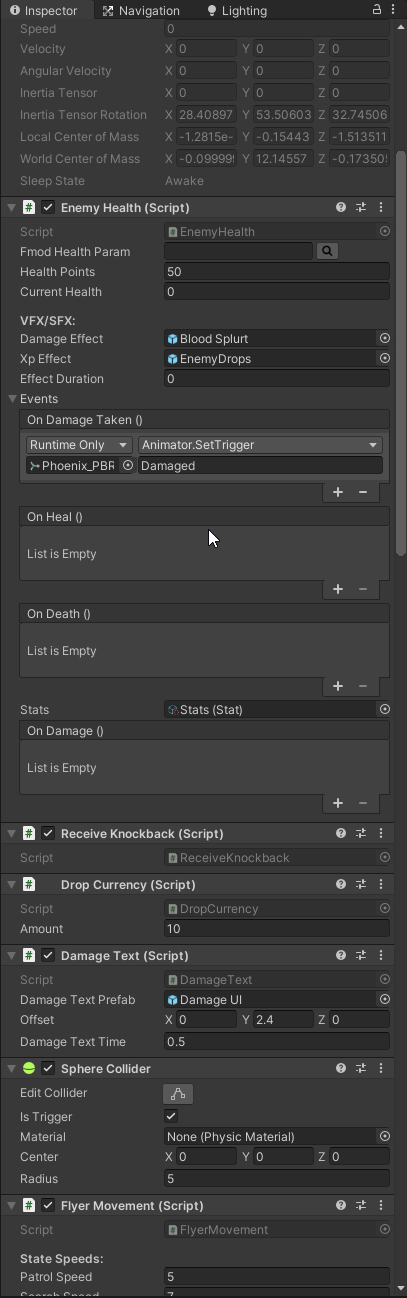 Inspector Navigation Lighting
Speed 0
Velocity X 0 Y 0 Z 0
Angular Velocity X 0 Y 0 Z 0
Inertia Tensor X 0 Y 0 Z 0
Inertia Tensor Rotation X 28.40897 Y 53.50603 Z 32.74506
Local Center of Mass X -1.2815e- Y -0.15443 Z -1.513511
World Center of Mass X -0.09999 Y 12.14557 Z -0.17350
Sleep State Awake
Enemy Health (Script)
Script EnemyHealth
Fmod Health Param
Health Points 50
Current Health 0
VFX/SFX:
Damage Effect Blood Splurt
Xp Effect EnemyDrops
Effect Duration 0
Events
On Damage Taken ()
Runtime Only Animator.SetTrigger
Phoenix_PBR Damaged
+ −
On Heal ()
List is Empty
+ −
On Death ()
List is Empty
+ −
Stats Stats (Stat)
On Damage ()
List is Empty
+ −
# Receive Knockback (Script)
Script ReceiveKnockback
# Drop Currency (Script)
Script DropCurrency
Amount 10
# Damage Text (Script)
Script DamageText
Damage Text Prefab Damage UI
Offset X 0 Y 2.4 Z 0
Damage Text Time 0.5
Sphere Collider
Edit Collider
Is Trigger
Material None (Physic Material)
Center X 0 Y 0 Z 0
Radius 5
# Flyer Movement (Script)
Script FlyerMovement
State Speeds:
Patrol Speed 5
Search Speed 7